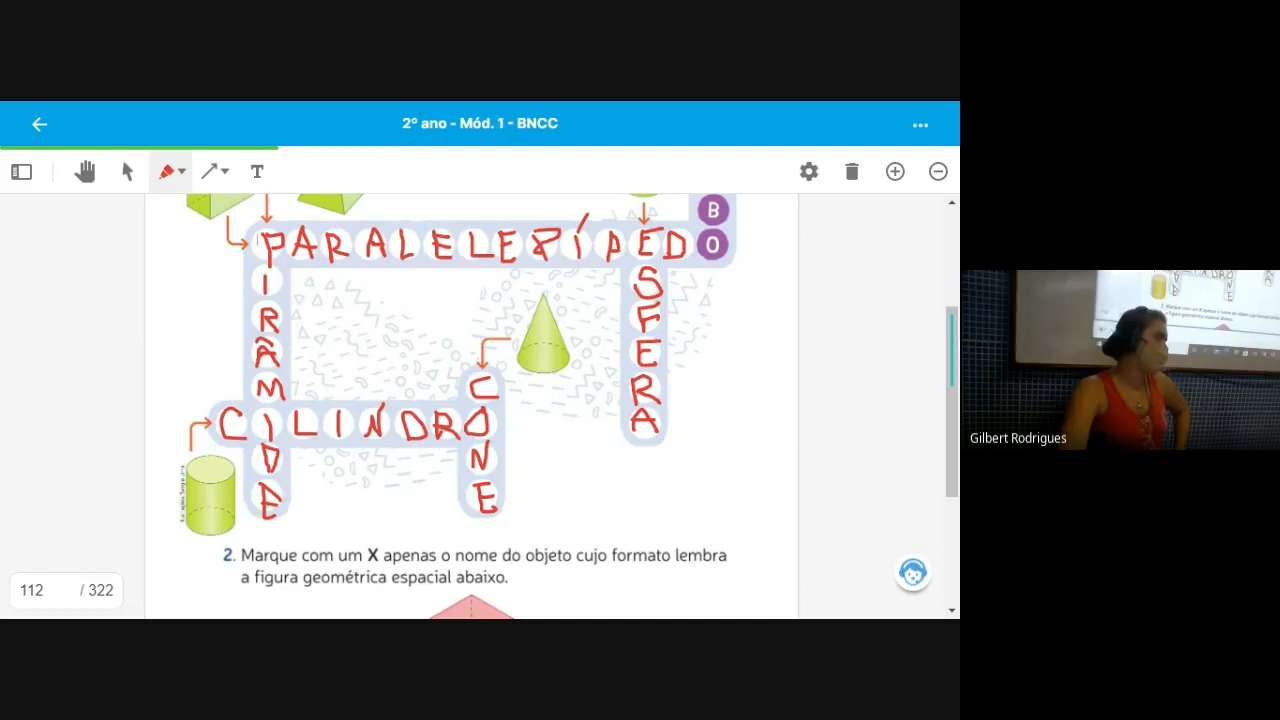 2º ano - Mód. 1 - BNCC
T
B
PARALELEPÍPEDO
PIRÂMIDE
ESFERA
CILINDRO
CONE
2. Marque com um X apenas o nome do objeto cujo formato lembra
a figura geométrica espacial abaixo.
112 / 322
Gilbert Rodrigues